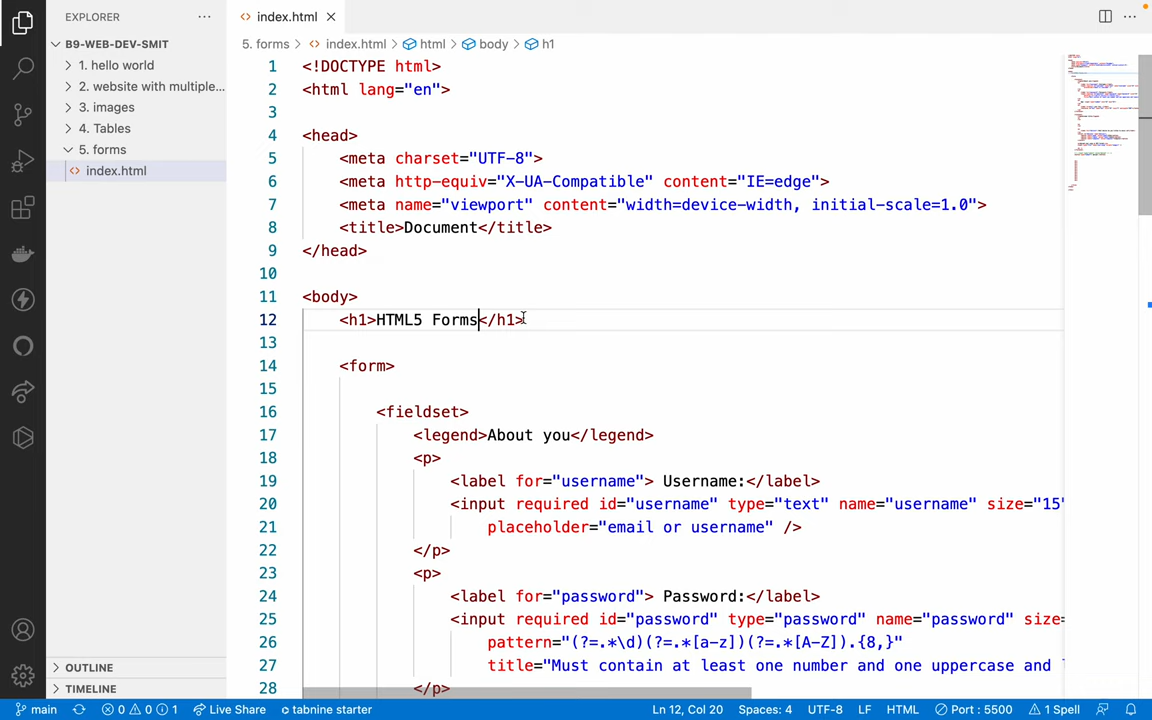 EXPLORER
index.html
B9-WEB-DEV-SMIT
1. hello world
2. website with multiple...
3. images
4. Tables
5. forms
index.html
OUTLINE
TIMELINE
5. forms > index.html > html > body > h1
1 <!DOCTYPE html>
2 <html lang="en">
3
4 <head>
5 <meta charset="UTF-8">
6 <meta http-equiv="X-UA-Compatible" content="IE=edge">
7 <meta name="viewport" content="width=device-width, initial-scale=1.0">
8 <title>Document</title>
9 </head>
10
11 <body>
12 <h1>HTML5 Forms</h1>
13
14 <form>
15
16 <fieldset>
17 <legend>About you</legend>
18 <p>
19 <label for="username"> Username:</label>
20 <input required id="username" type="text" name="username" size="15"
21 placeholder="email or username" />
22 </p>
23 <p>
24 <label for="password"> Password:</label>
25 <input required id="password" type="password" name="password" size=
26 pattern="(?=.*\d)(?=.*[a-z])(?=.*[A-Z]).{8,}"
27 title="Must contain at least one number and one uppercase and
28 </p>
main 0 0 1 Live Share tabnine starter Ln 12, Col 20 Spaces: 4 UTF-8 LF HTML Port : 5500 1 Spell